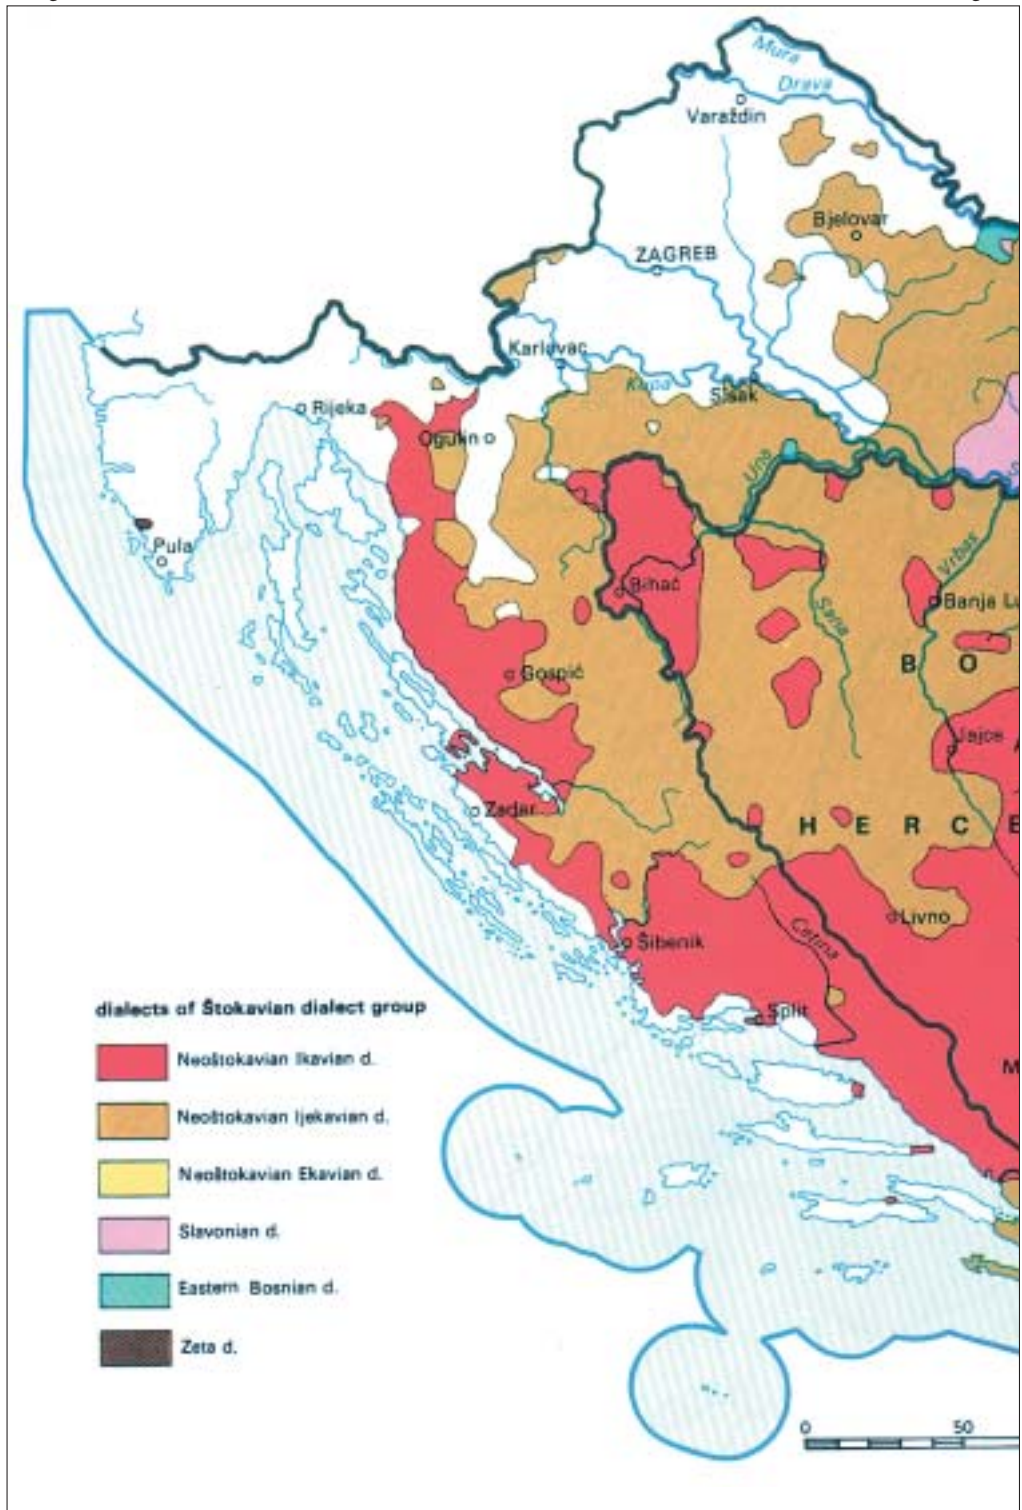 Mura
Drava
Varaždin
Bjelovar
ZAGREB
Karlovac
Kupa
Sisak
Rijeka
Ogulin
Una
Pula
Vrbas
Bihać
Sana
Banja Lu
B O
Gospić
Jajce
Zadar
H E R C E
Livno
Cetina
Šibenik
Split
M
dialects of Štokavian dialect group
Neoštokavian Ikavian d.
Neoštokavian Ijekavian d.
Neoštokavian Ekavian d.
Slavonian d.
Eastern Bosnian d.
Zeta d.
0 50